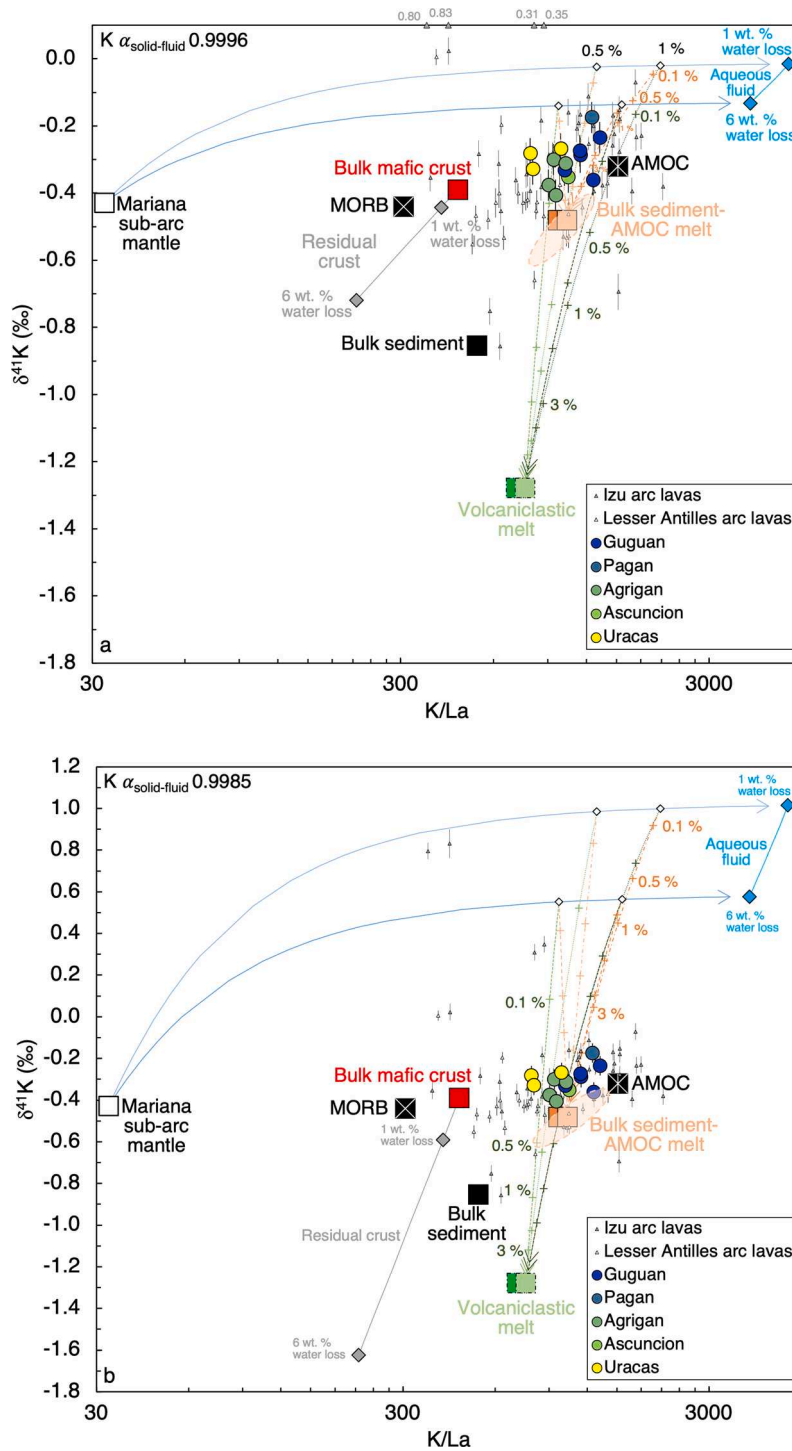 0.80 0.83 0.31 0.35
K α solid-fluid 0.9996
0.5 %
1 %
1 wt. %
water loss
0.1 %
Aqueous
fluid
0.5 %
0.1 %
6 wt. %
water loss
Bulk mafic crust
AMOC
Mariana
sub-arc
mantle
MORB
1 wt. %
water loss
Bulk sediment-
AMOC melt
Residual
crust
0.5 %
6 wt. %
water loss
1 %
Bulk sediment
3 %
Volcaniclastic
melt
0.0
-0.2
-0.4
-0.6
-0.8
-1.0
-1.2
-1.4
-1.6
-1.8
δ41K (‰)
Izu arc lavas
Lesser Antilles arc lavas
Guguan
Pagan
Agrigan
Ascuncion
Uracas
a
30 300 3000
K/La
K α solid-fluid 0.9985
1 wt. %
water loss
0.1 %
Aqueous
fluid
0.5 %
6 wt. %
water loss
1 %
0.1 %
3 %
Bulk mafic crust
AMOC
Mariana
sub-arc
mantle
MORB
1 wt. %
water loss
Bulk sediment-
AMOC melt
0.5 %
1 %
Residual crust
Bulk
sediment
3 %
Volcaniclastic
melt
6 wt. %
water loss
1.2
1.0
0.8
0.6
0.4
0.2
0.0
-0.2
-0.4
-0.6
-0.8
-1.0
-1.2
-1.4
-1.6
-1.8
δ41K (‰)
Izu arc lavas
Lesser Antilles arc lavas
Guguan
Pagan
Agrigan
Ascuncion
Uracas
b
30 300 3000
K/La